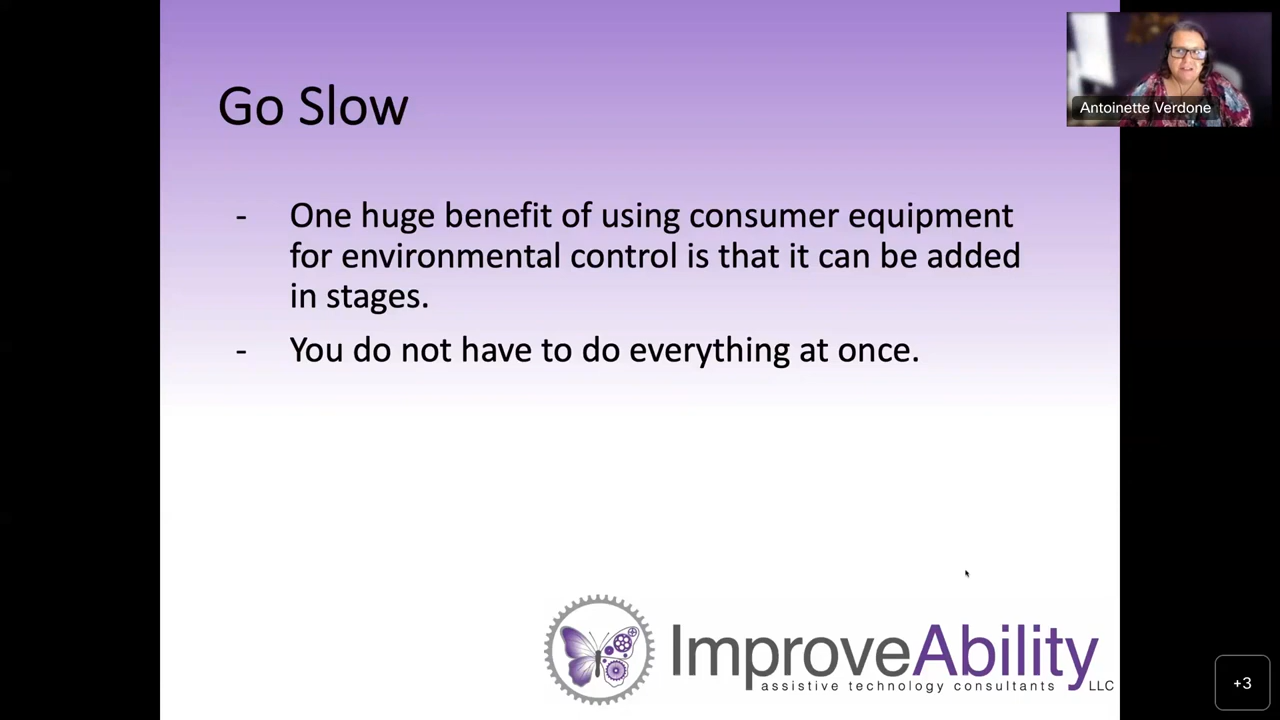 Go Slow
Antoinette Verdone
- One huge benefit of using consumer equipment
for environmental control is that it can be added
in stages.
- You do not have to do everything at once.
ImproveAbility
assistive technology consultants LLC
+3